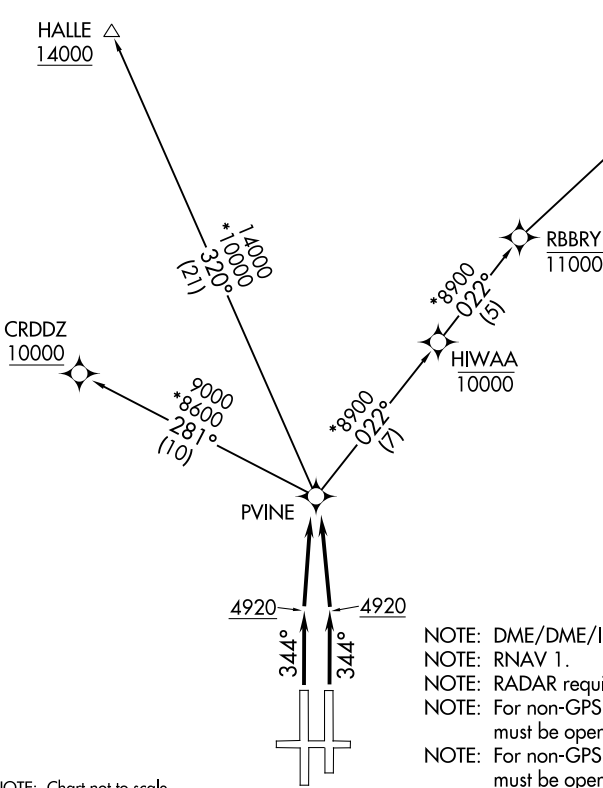 HALLE
14000
14000
*10000
320°
(21)
RBBRY
11000
*8900
022°
(5)
CRDDZ
10000
HIWAA
10000
9000
*8600
281°
(10)
*8900
022°
(7)
PVINE
4920
4920
344°
344°
NOTE: DME/DME/I
NOTE: RNAV 1.
NOTE: RADAR requi
NOTE: For non-GPS
must be oper
NOTE: For non-GPS
must be oper
NOTE: Chart not to scale